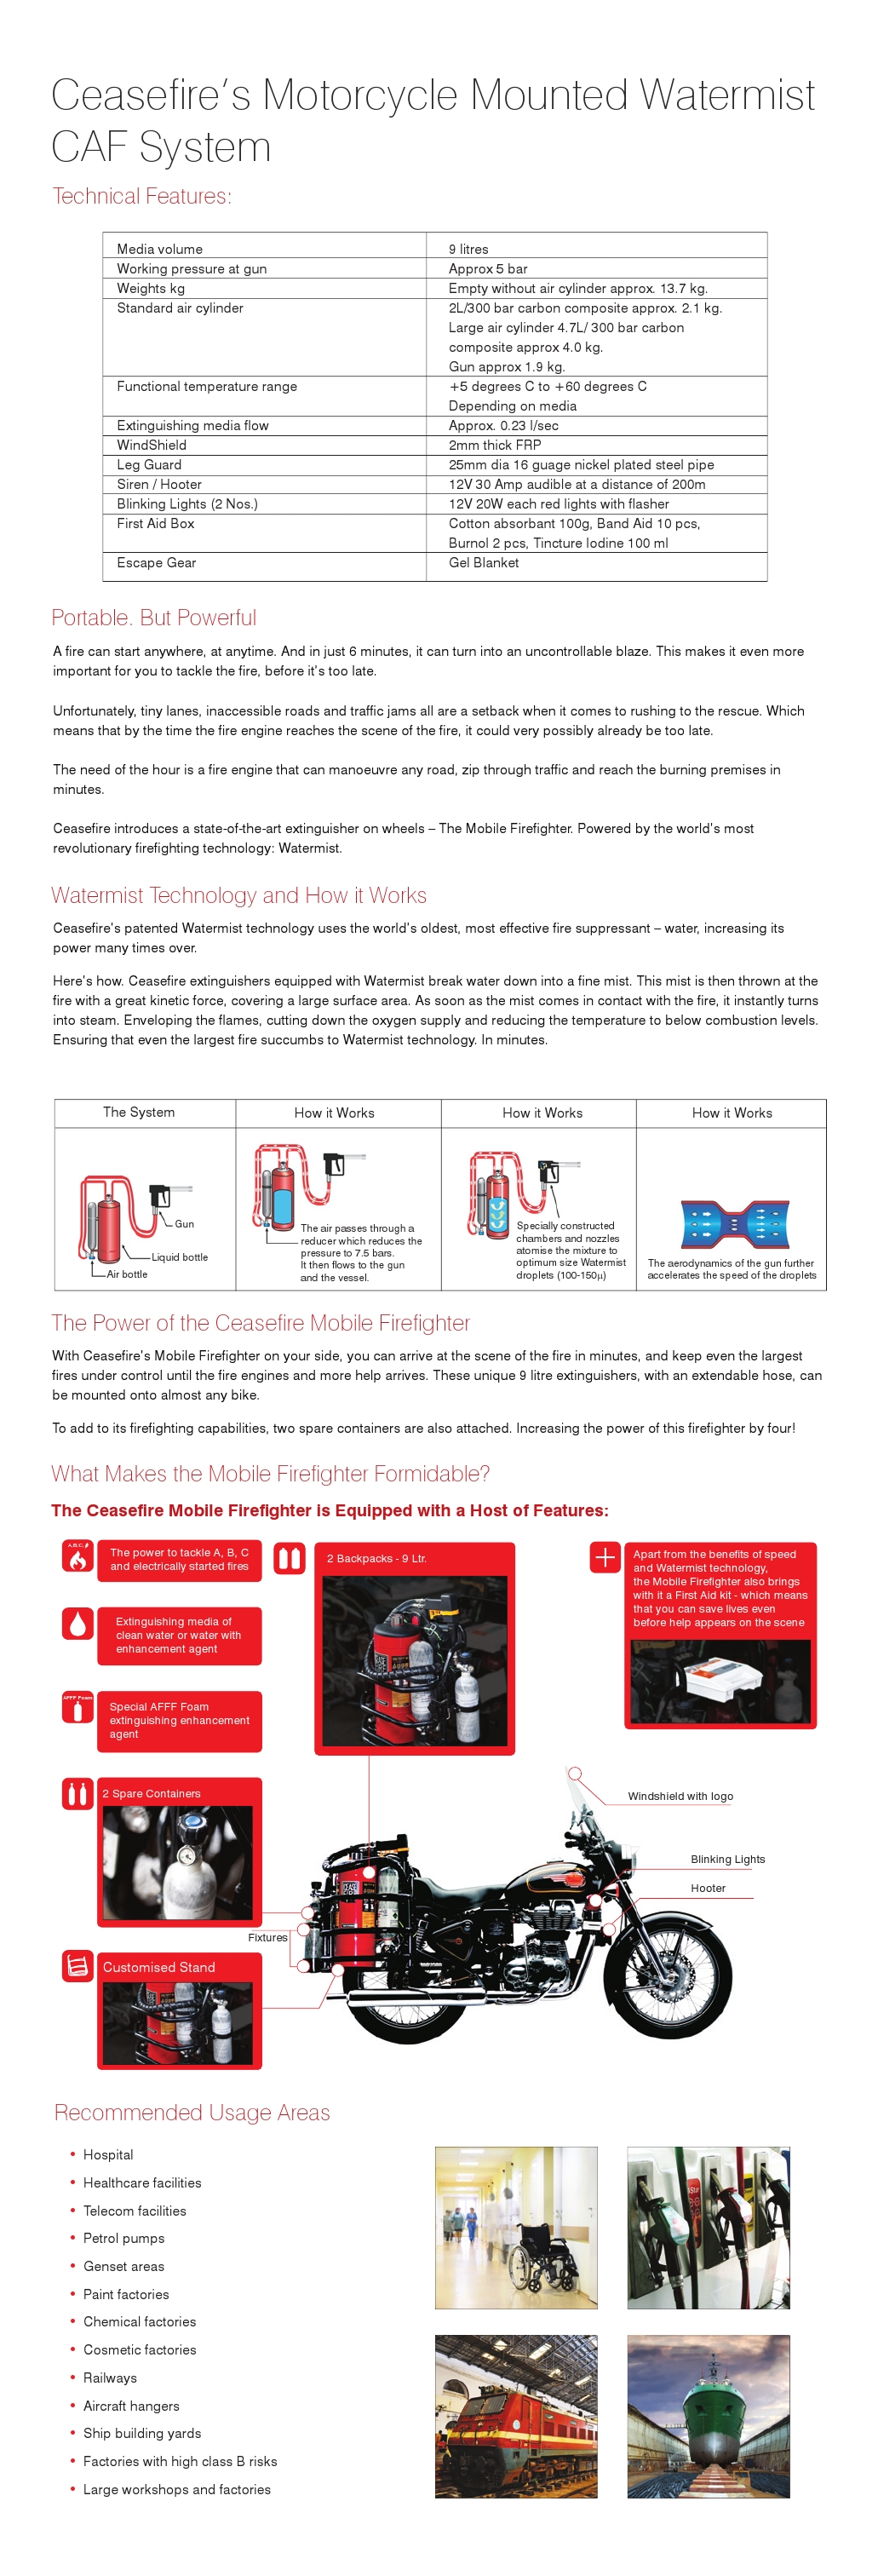 Ceasefire's Motorcycle Mounted Watermist
CAF System
Technical Features:
Media volume 9 litres
Working pressure at gun Approx 5 bar
Weights kg Empty without air cylinder approx. 13.7 kg.
Standard air cylinder 2L/300 bar carbon composite approx. 2.1 kg.
Large air cylinder 4.7L/ 300 bar carbon
composite approx 4.0 kg.
Gun approx 1.9 kg.
Functional temperature range +5 degrees C to +60 degrees C
Depending on media
Extinguishing media flow Approx. 0.23 l/sec
WindShield 2mm thick FRP
Leg Guard 25mm dia 16 guage nickel plated steel pipe
Siren / Hooter 12V 30 Amp audible at a distance of 200m
Blinking Lights (2 Nos.) 12V 20W each red lights with flasher
First Aid Box Cotton absorbant 100g, Band Aid 10 pcs,
Burnol 2 pcs, Tincture Iodine 100 ml
Escape Gear Gel Blanket
Portable. But Powerful
A fire can start anywhere, at anytime. And in just 6 minutes, it can turn into an uncontrollable blaze. This makes it even more
important for you to tackle the fire, before it's too late.
Unfortunately, tiny lanes, inaccessible roads and traffic jams all are a setback when it comes to rushing to the rescue. Which
means that by the time the fire engine reaches the scene of the fire, it could very possibly already be too late.
The need of the hour is a fire engine that can manoeuvre any road, zip through traffic and reach the burning premises in
minutes.
Ceasefire introduces a state-of-the-art extinguisher on wheels – The Mobile Firefighter. Powered by the world's most
revolutionary firefighting technology: Watermist.
Watermist Technology and How it Works
Ceasefire's patented Watermist technology uses the world's oldest, most effective fire suppressant – water, increasing its
power many times over.
Here's how. Ceasefire extinguishers equipped with Watermist break water down into a fine mist. This mist is then thrown at the
fire with a great kinetic force, covering a large surface area. As soon as the mist comes in contact with the fire, it instantly turns
into steam. Enveloping the flames, cutting down the oxygen supply and reducing the temperature to below combustion levels.
Ensuring that even the largest fire succumbs to Watermist technology. In minutes.
The System
Gun
Liquid bottle
Air bottle
How it Works
The air passes through a
reducer which reduces the
pressure to 7.5 bars.
It then flows to the gun
and the vessel.
How it Works
Specially constructed
chambers and nozzles
atomise the mixture to
optimum size Watermist
droplets (100-150µ)
How it Works
The aerodynamics of the gun further
accelerates the speed of the droplets
The Power of the Ceasefire Mobile Firefighter
With Ceasefire's Mobile Firefighter on your side, you can arrive at the scene of the fire in minutes, and keep even the largest
fires under control until the fire engines and more help arrives. These unique 9 litre extinguishers, with an extendable hose, can
be mounted onto almost any bike.
To add to its firefighting capabilities, two spare containers are also attached. Increasing the power of this firefighter by four!
What Makes the Mobile Firefighter Formidable?
The Ceasefire Mobile Firefighter is Equipped with a Host of Features:
A.B.C.
The power to tackle A, B, C
and electrically started fires
Extinguishing media of
clean water or water with
enhancement agent
AFFF Foam
Special AFFF Foam
extinguishing enhancement
agent
2 Spare Containers
Customised Stand
2 Backpacks - 9 Ltr.
Apart from the benefits of speed
and Watermist technology,
the Mobile Firefighter also brings
with it a First Aid kit - which means
that you can save lives even
before help appears on the scene
Windshield with logo
Blinking Lights
Hooter
Fixtures
Recommended Usage Areas
• Hospital
• Healthcare facilities
• Telecom facilities
• Petrol pumps
• Genset areas
• Paint factories
• Chemical factories
• Cosmetic factories
• Railways
• Aircraft hangers
• Ship building yards
• Factories with high class B risks
• Large workshops and factories